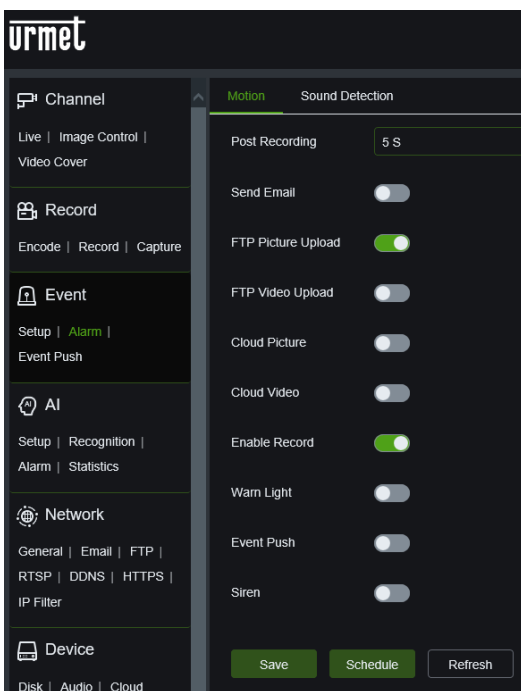 urmet
Channel
Live | Image Control |
Video Cover
Record
Encode | Record | Capture
Event
Setup | Alarm |
Event Push
AI
AI
Setup | Recognition |
Alarm | Statistics
Network
General | Email | FTP |
RTSP | DDNS | HTTPS |
IP Filter
Device
Disk | Audio | Cloud
Motion Sound Detection
Post Recording 5 S
Send Email
FTP Picture Upload
FTP Video Upload
Cloud Picture
Cloud Video
Enable Record
Warn Light
Event Push
Siren
Save Schedule Refresh